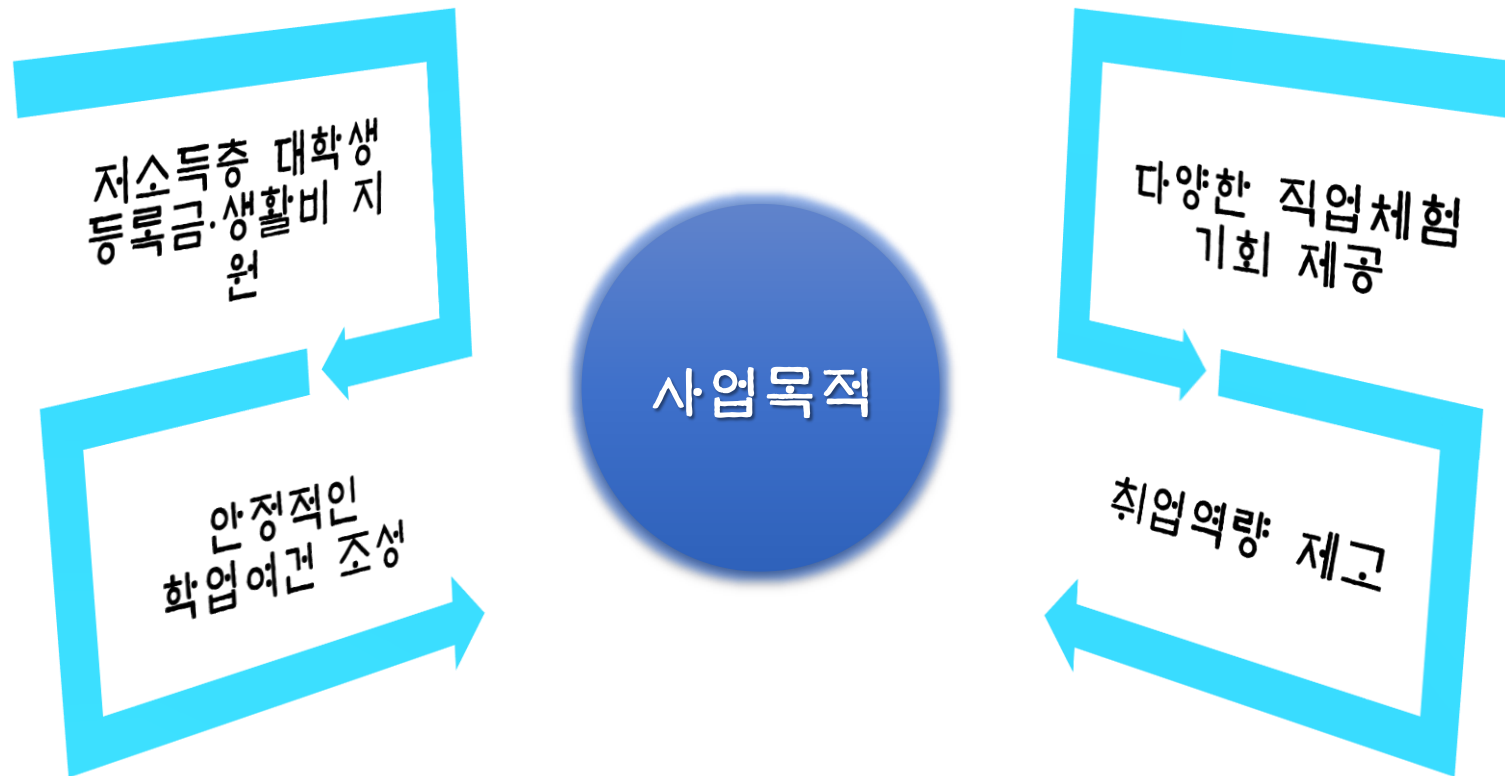 저소득층 대학생
등록금·생활비 지
원
안정적인
학업여건 조성
사업목적
다양한 직업체험
기회 제공
취업역량 제고